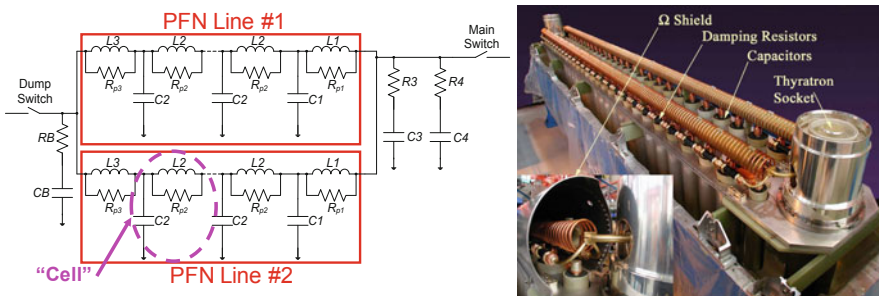 PFN Line #1
L3
L2
L2
L1
Rp3
Rp2
Rp2
Rp1
C2
C2
C1
Main
Switch
R3
R4
C3
C4
Dump
Switch
RB
CB
L3
L2
L2
L1
Rp3
Rp2
Rp2
Rp1
C2
C2
C1
"Cell"
PFN Line #2
Ω Shield
Damping Resistors
Capacitors
Thyratron
Socket